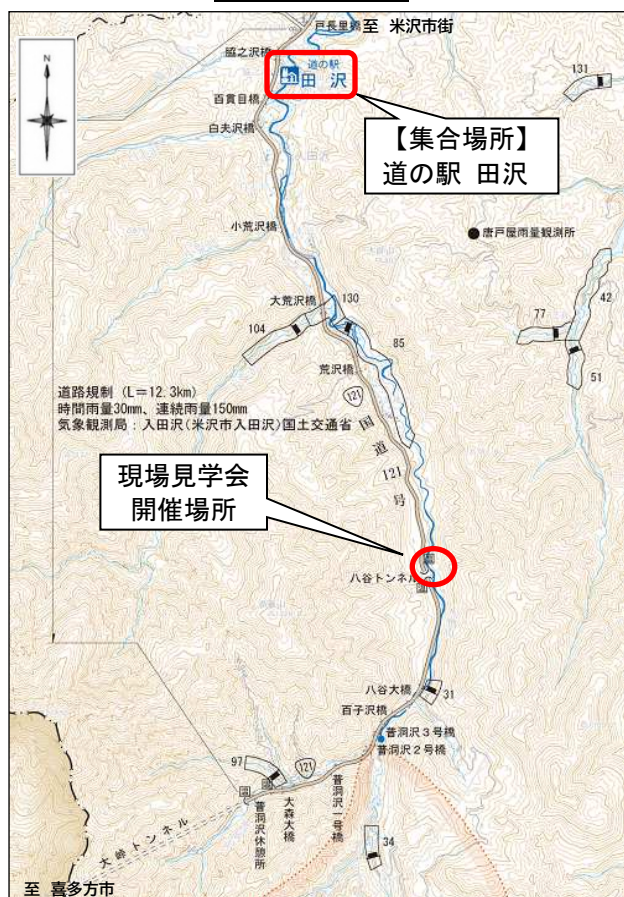 戸長里橋
至 米沢市街
脇之沢橋
道の駅
田 沢
N
131
百貫目橋
白夫沢橋
【集合場所】
道の駅 田沢
入田沢
小荒沢橋
唐戸屋雨量観測所
大荒沢橋
130
42
77
104
85
51
荒沢橋
121
道路規制 (L=12.3km)
時間雨量30mm、連続雨量150mm
気象観測局:入田沢(米沢市入田沢)国土交通省
国道121号
現場見学会
開催場所
八谷トンネル
八谷大橋
31
百子沢橋
普洞沢3号橋
普洞沢2号橋
97
121
普洞沢一号橋
大森大橋
普洞沢休憩所
大峠トンネル
34
至 喜多方市